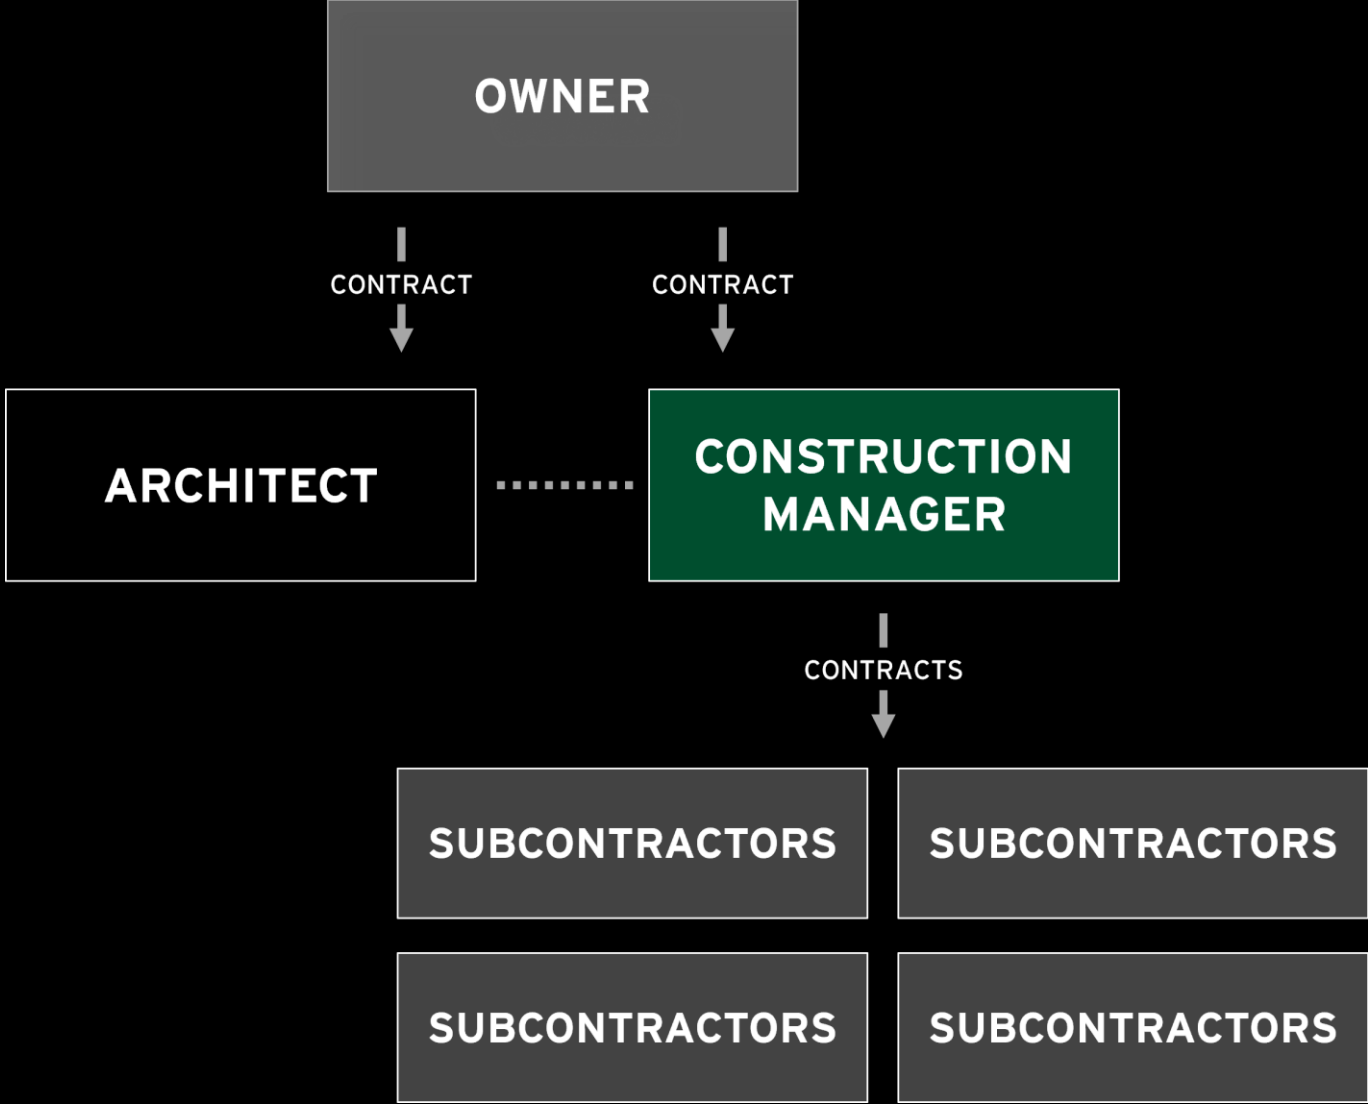 OWNER
CONTRACT
CONTRACT
ARCHITECT
CONSTRUCTION
MANAGER
CONTRACTS
SUBCONTRACTORS
SUBCONTRACTORS
SUBCONTRACTORS
SUBCONTRACTORS